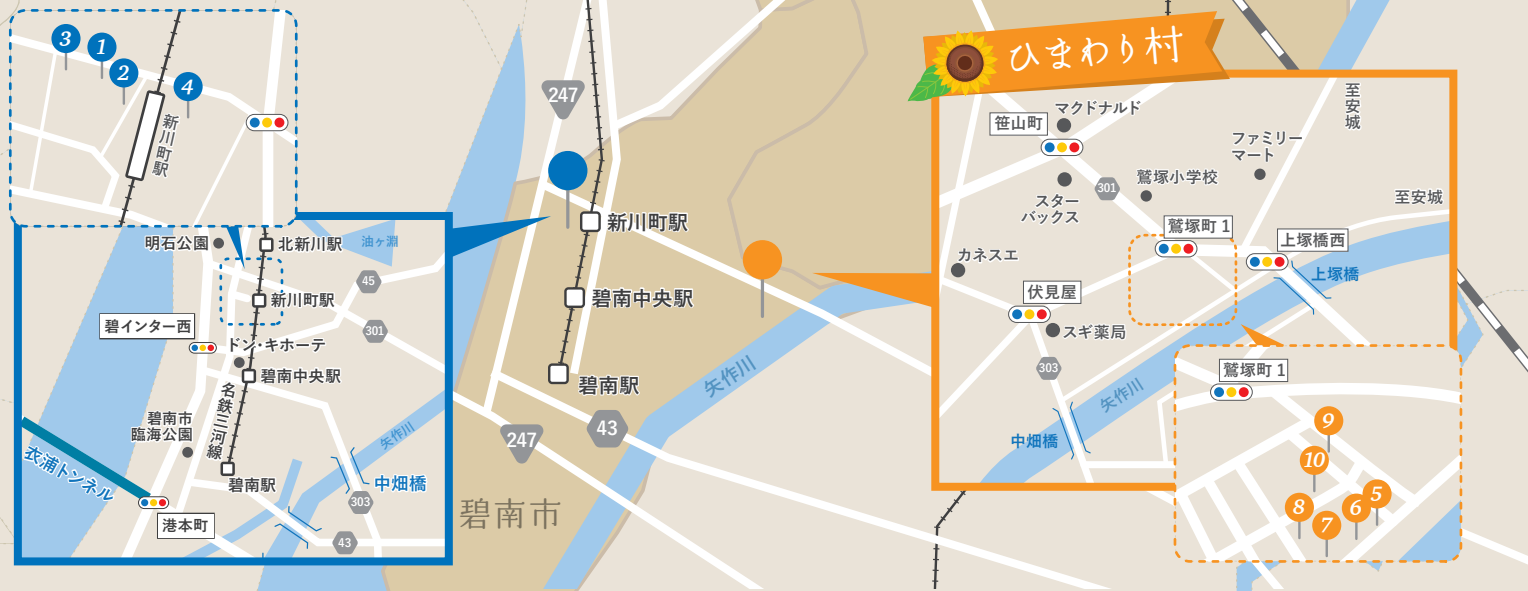 3
1
2
4
新川町駅
明石公園
北新川駅
油ヶ淵
45
新川町駅
301
碧インター西
ドン・キホーテ
碧南中央駅
名鉄三河線
碧南市
臨海公園
矢作川
衣浦トンネル
碧南駅
中畑橋
303
港本町
43
247
新川町駅
碧南中央駅
碧南駅
矢作川
43
247
碧南市
ひまわり村
至安城
マクドナルド
笹山町
ファミリー
マート
301
鷲塚小学校
スター
バックス
至安城
鷲塚町 1
上塚橋西
カネスエ
上塚橋
伏見屋
スギ薬局
303
矢作川
中畑橋
鷲塚町 1
9
10
5
8
6
7